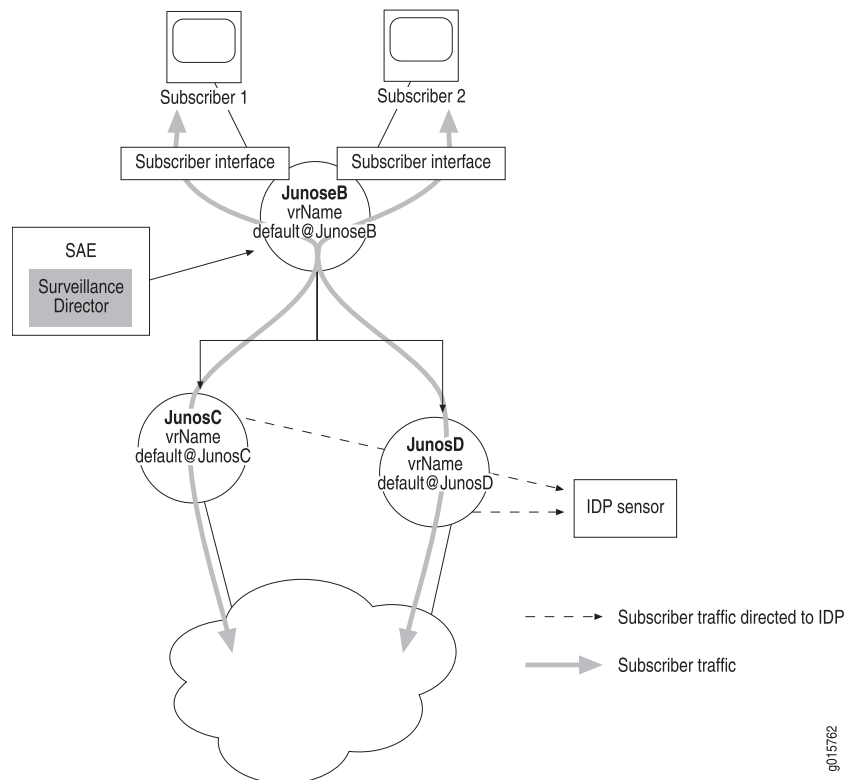 Subscriber 1
Subscriber 2
Subscriber interface
Subscriber interface
JunoseB
vrName
default@JunoseB
SAE
Surveillance
Director
JunosC
vrName
default@JunosC
JunosD
vrName
default@JunosD
IDP sensor
Subscriber traffic directed to IDP
Subscriber traffic
g015762